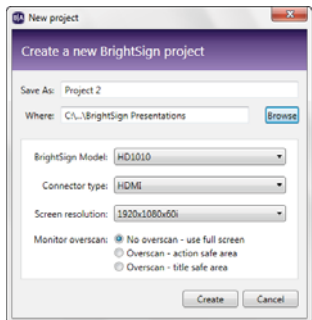 BA New project
Create a new BrightSign project
Save As: Project 2
Where: C:\...\BrightSign Presentations Browse
BrightSign Model: HD1010
Connector type: HDMI
Screen resolution: 1920x1080x60i
Monitor overscan: No overscan - use full screen
Overscan - action safe area
Overscan - title safe area
Create Cancel